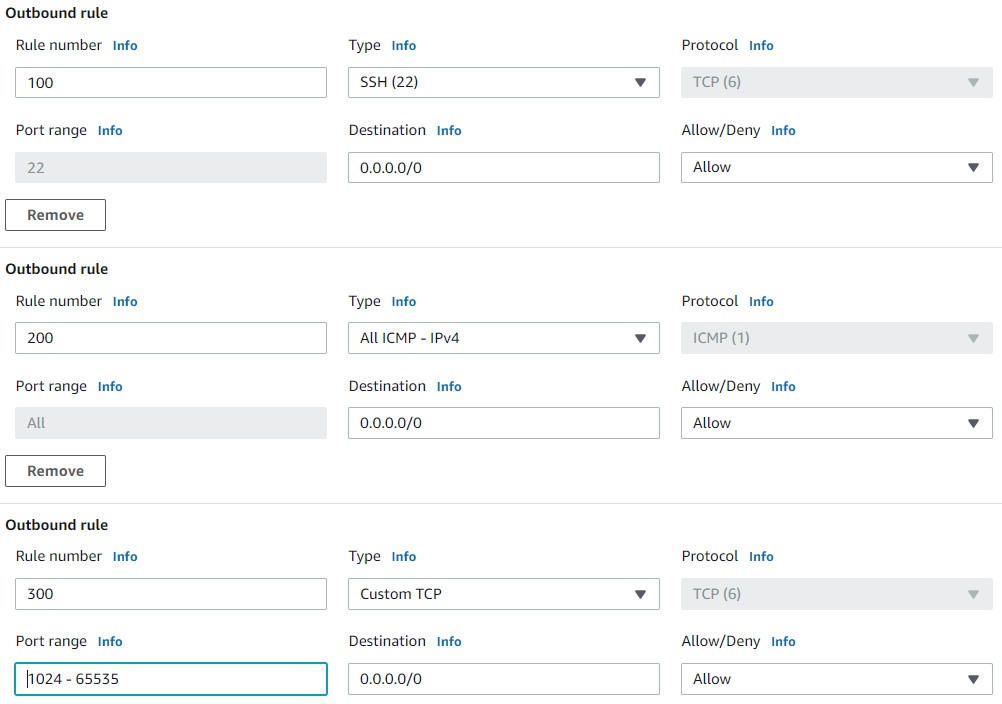 Outbound rule
Rule number Info Type Info Protocol Info
100 SSH (22) TCP (6)
Port range Info Destination Info Allow/Deny Info
22 0.0.0.0/0 Allow
Remove
Outbound rule
Rule number Info Type Info Protocol Info
200 All ICMP - IPv4 ICMP (1)
Port range Info Destination Info Allow/Deny Info
All 0.0.0.0/0 Allow
Remove
Outbound rule
Rule number Info Type Info Protocol Info
300 Custom TCP TCP (6)
Port range Info Destination Info Allow/Deny Info
1024 - 65535 0.0.0.0/0 Allow